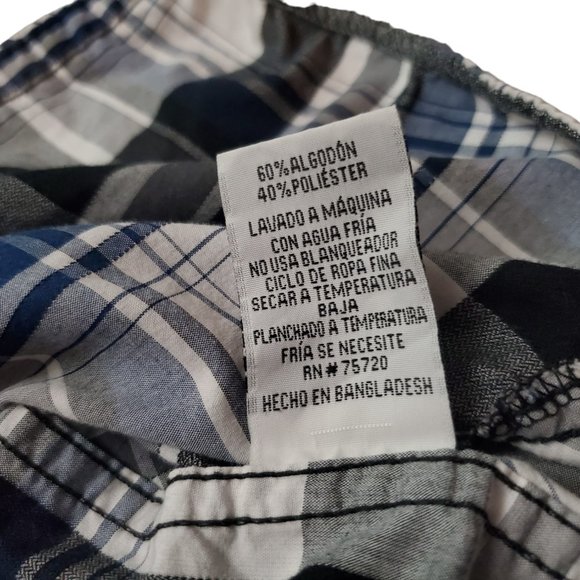 60% ALGODÓN
40% POLIÉSTER
LAVADO A MÁQUINA
CON AGUA FRÍA
NO USA BLANQUEADOR
CICLO DE ROPA FINA
SECAR A TEMPERATURA
BAJA
PLANCHADO A TEMPERATURA
FRÍA SE NECESITE
RN#75720
HECHO EN BANGLADESH